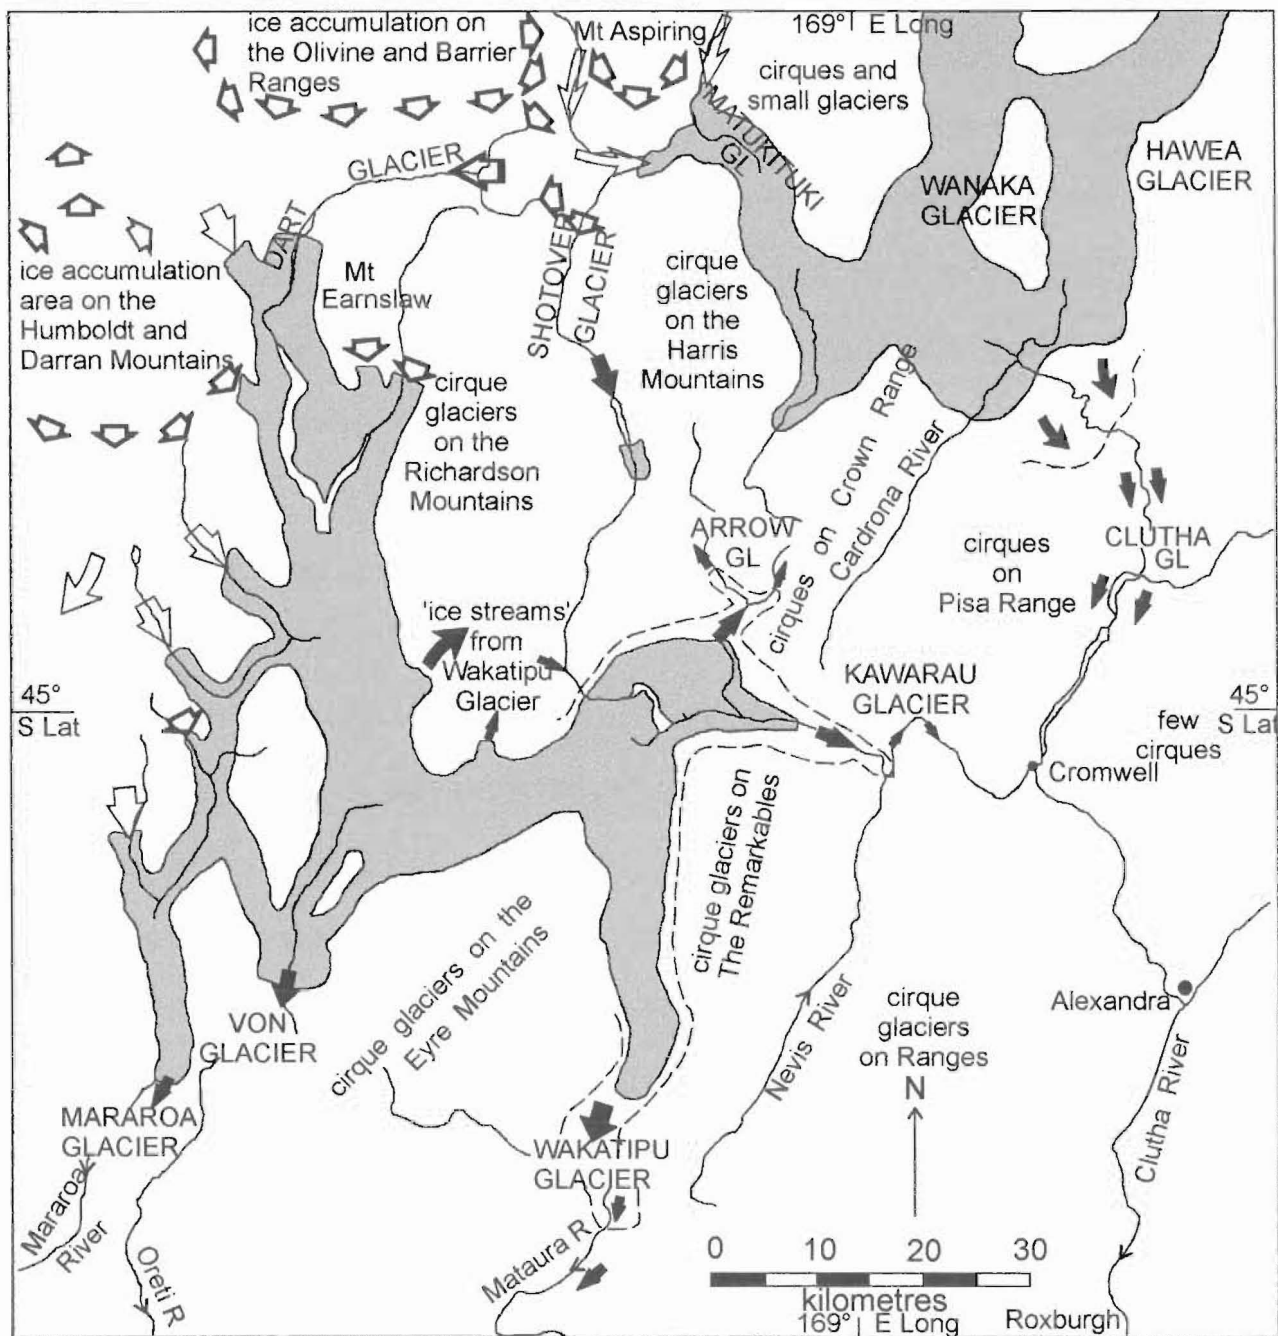 ice accumulation on
the Olivine and Barrier
Ranges
Mt Aspiring
169° E Long
cirques and
small glaciers
MATUKITUKI
GL
HAWEA
GLACIER
WANAKA
GLACIER
GLACIER
DART
ice accumulation
area on the
Humboldt and
Darran Mountains
Mt
Earnslaw
SHOTOVER
GLACIER
cirque
glaciers
on the
Harris
Mountains
cirque
glaciers
on the
Richardson
Mountains
cirques on Crown Range
Cardrona River
ARROW
GL
cirques
on
Pisa Range
CLUTHA
GL
'ice streams'
from
Wakatipu
Glacier
KAWARAU
GLACIER
45°
S Lat
45°
S Lat
few
cirques
Cromwell
cirque glaciers on
The Remarkables
cirque glaciers on the
Eyre Mountains
Nevis River
cirque
glaciers
on Ranges
N
Alexandra
Clutha River
VON
GLACIER
MARAROA
GLACIER
WAKATIPU
GLACIER
Mararoa
River
Oreti R
Mataura R
0 10 20 30
kilometres
169° E Long
Roxburgh